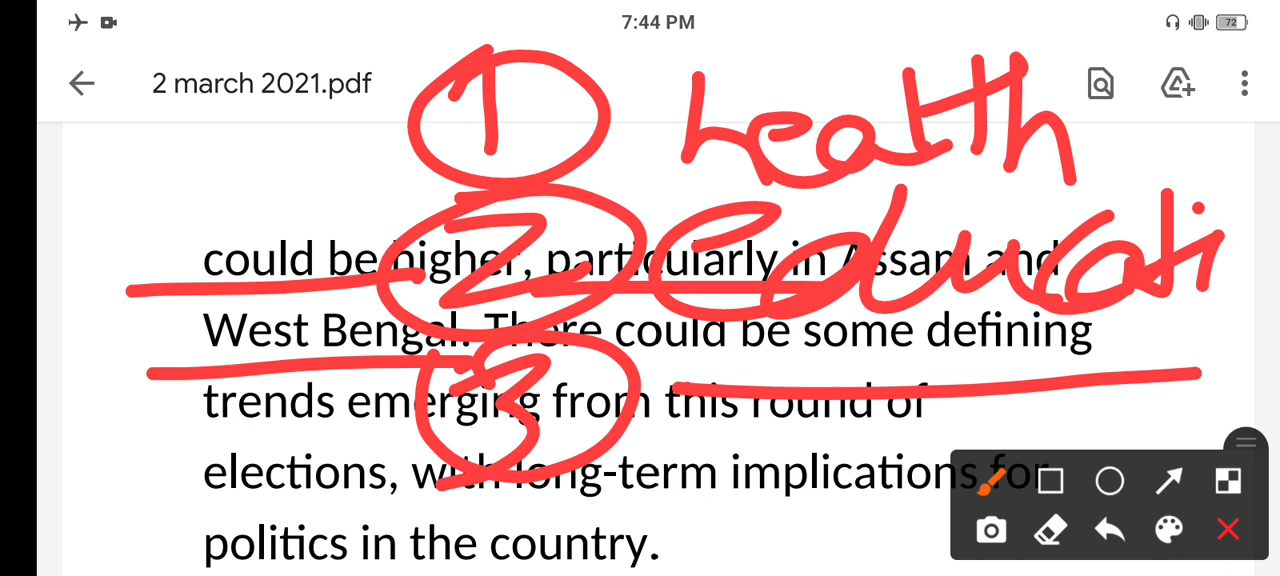 7:44 PM
72
2 march 2021.pdf
1 health
2 educati
3
could be higher, particularly in Assam and
West Bengal. There could be some defining
trends emerging from this round of
elections, with long-term implications for
politics in the country.